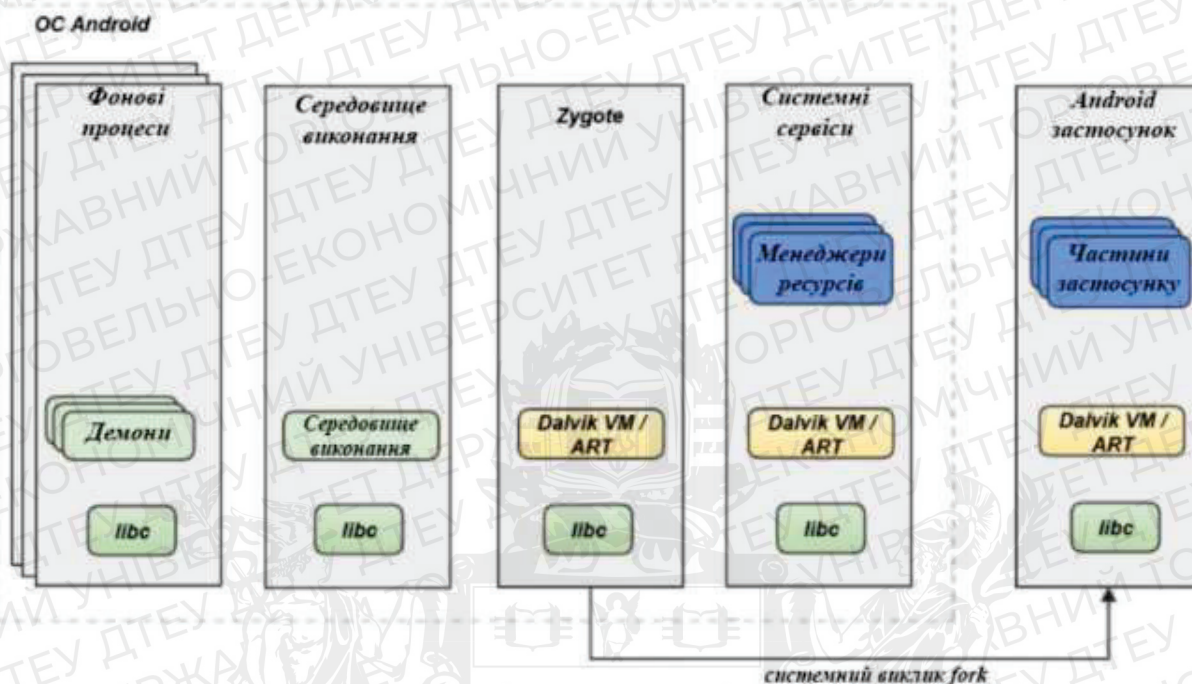 ОС Android
Фонові
процеси
Демони
libc
Середовище
виконання
Середовище
виконання
libc
Zygote
Dalvik VM /
ART
libc
Системні
сервіси
Менеджери
ресурсів
Dalvik VM /
ART
libc
Android
застосунок
Частини
застосунку
Dalvik VM /
ART
libc
системний виклик fork